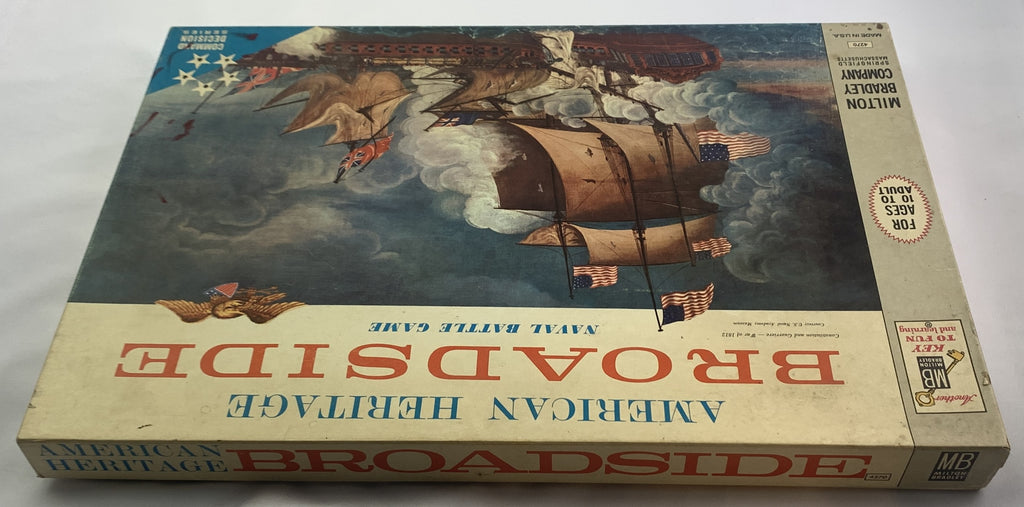 AMERICAN HERITAGE
BROADSIDE
NAVAL BATTLE GAME
Constitution and Guerriere — War of 1812
Courtesy U.S. Naval Academy Museum
COMMAND
DECISION
SERIES
MADE IN U.S.A.
4270
MILTON
BRADLEY
COMPANY
SPRINGFIELD
MASSACHUSETTS
FOR
AGES
10 TO
ADULT
Another
MB
MILTON
BRADLEY
KEY
TO FUN
and learning
AMERICAN
HERITAGE
BROADSIDE
4270
MB
MILTON
BRADLEY